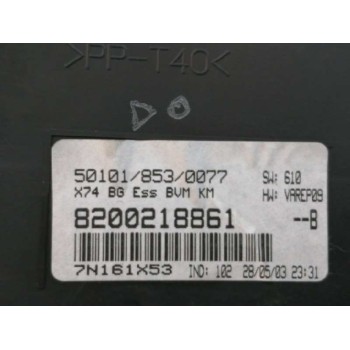 >PP-T40<
50101/853/0077 SW: 610
X74 BG Ess BVM KM HW: VAREP09
8200218861 --B
7N161X53 IND: 102 28/05/03 23:31